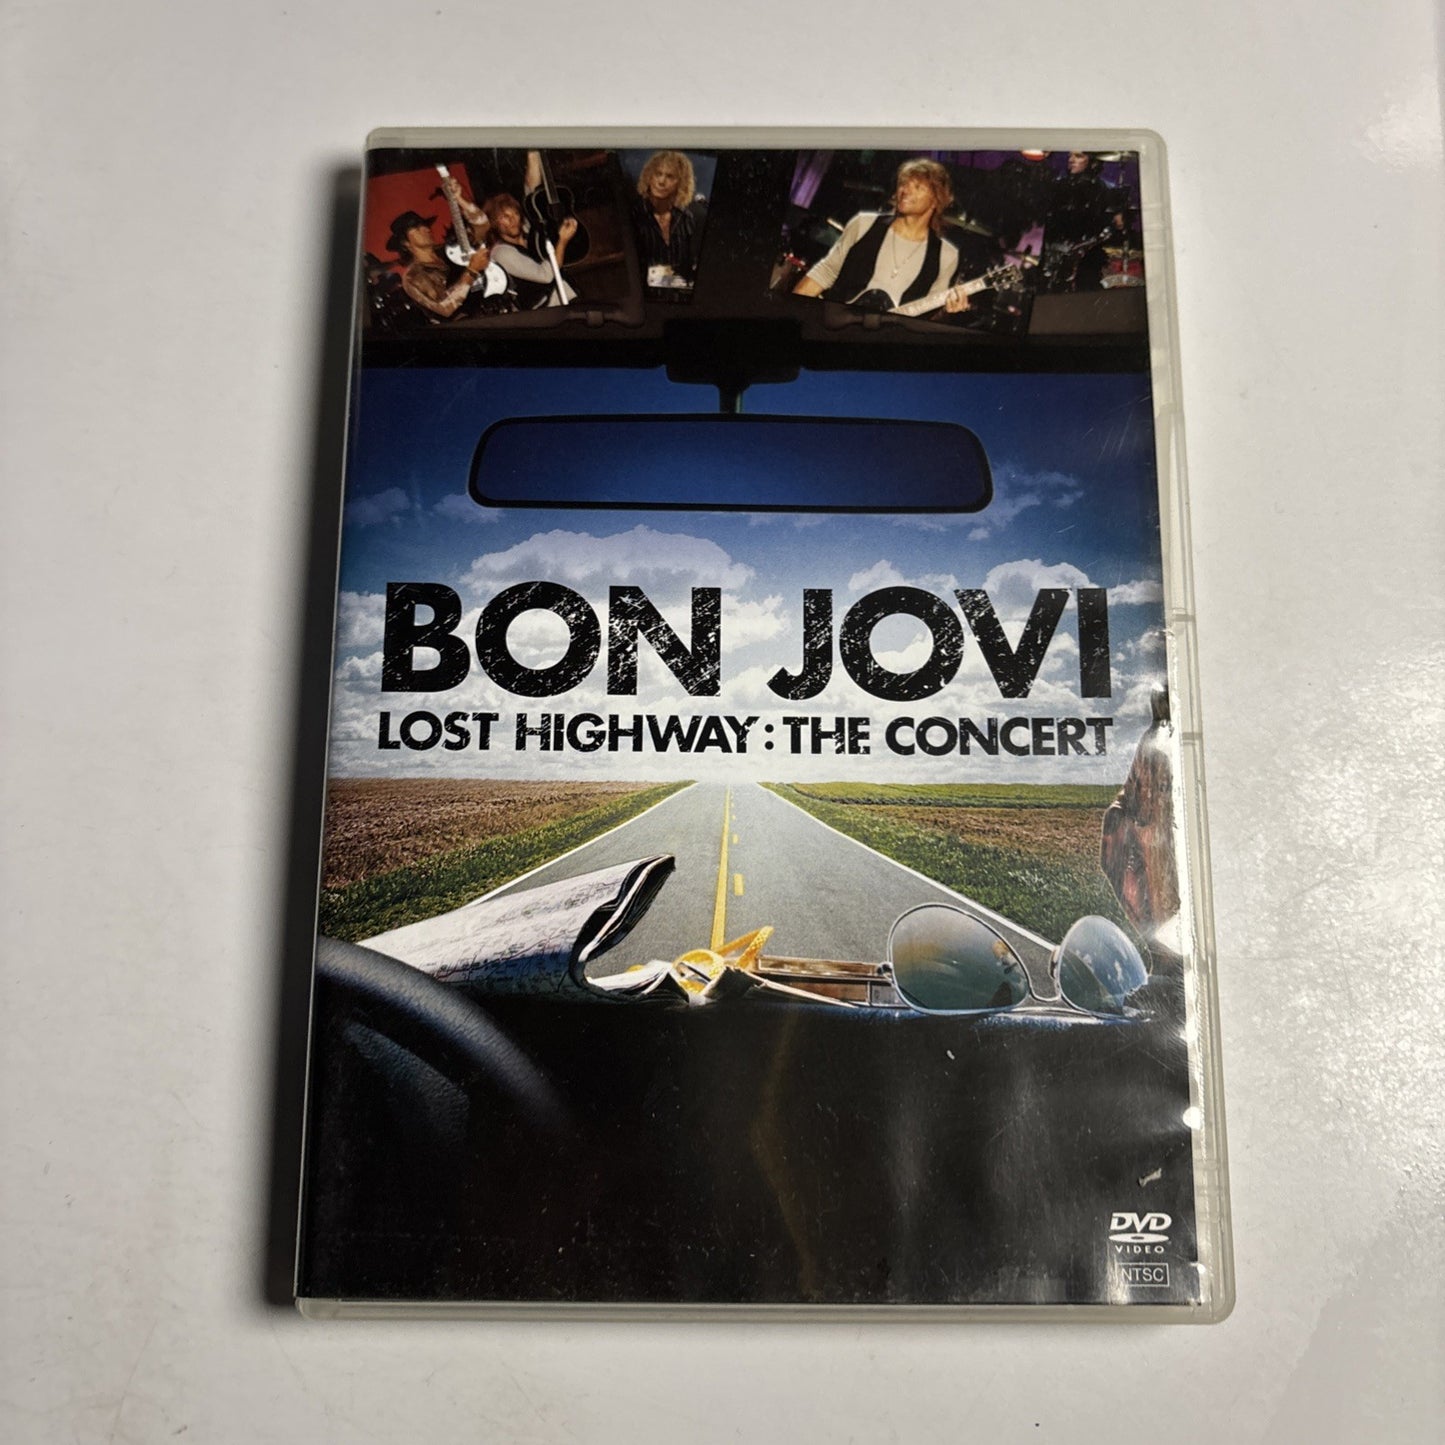 BON JOVI
LOST HIGHWAY: THE CONCERT
DVD
VIDEO
NTSC